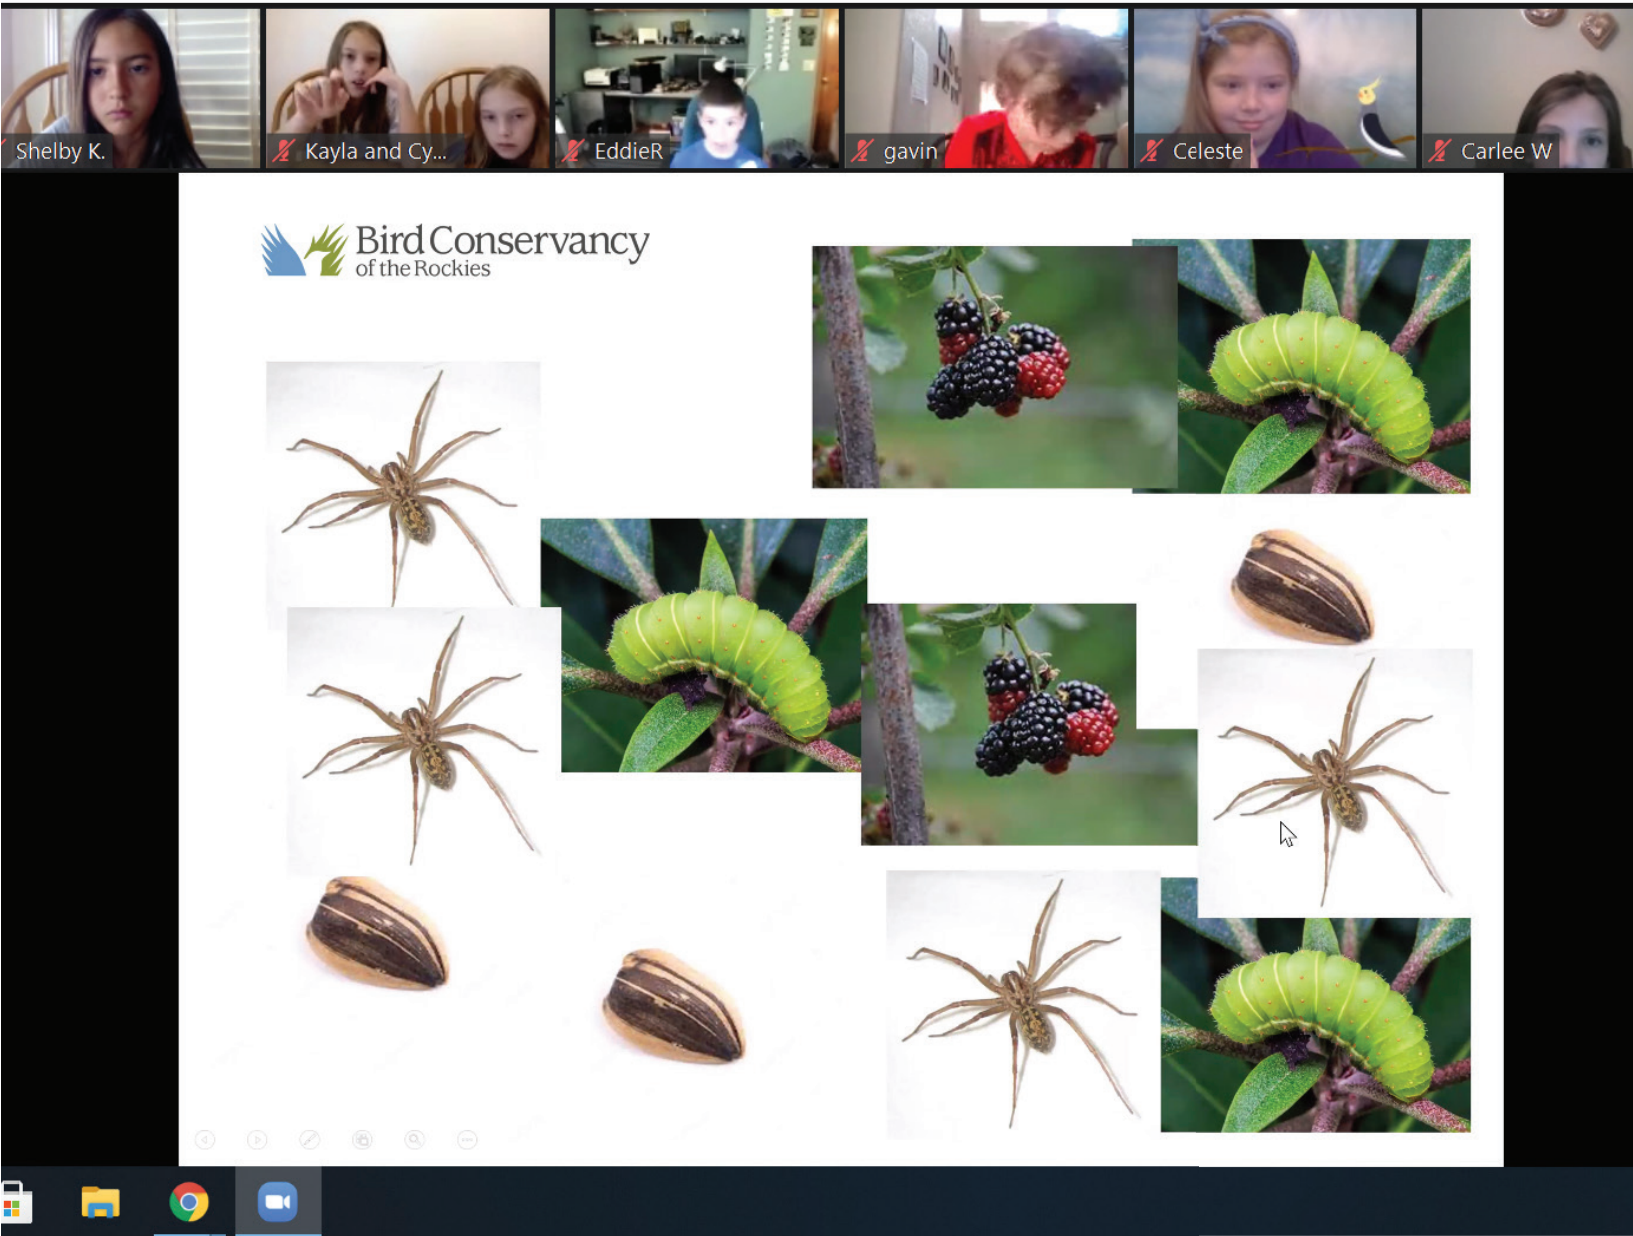 Shelby K.
Kayla and Cy...
EddieR
gavin
Celeste
Carlee W
Bird Conservancy
of the Rockies